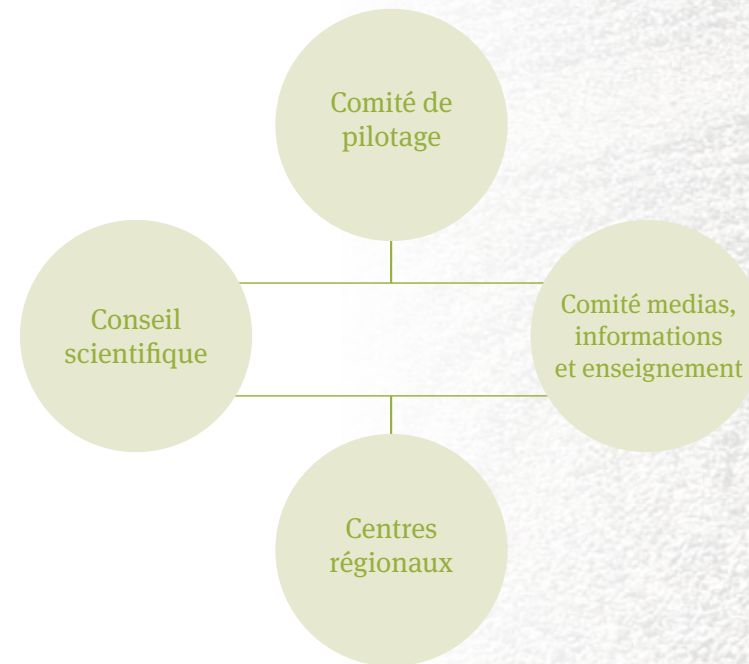 Comité de
pilotage
Conseil
scientifique
Comité medias,
informations
et enseignement
Centres
régionaux